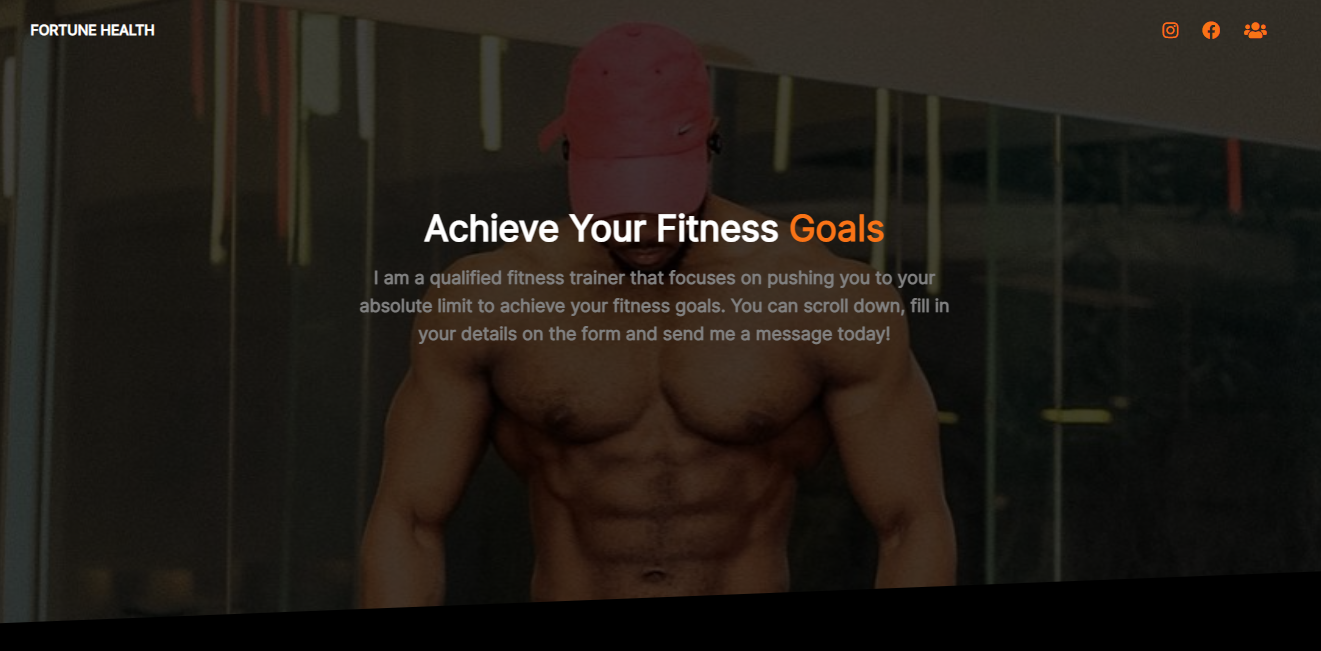 FORTUNE HEALTH
Achieve Your Fitness Goals
I am a qualified fitness trainer that focuses on pushing you to your
absolute limit to achieve your fitness goals. You can scroll down, fill in
your details on the form and send me a message today!